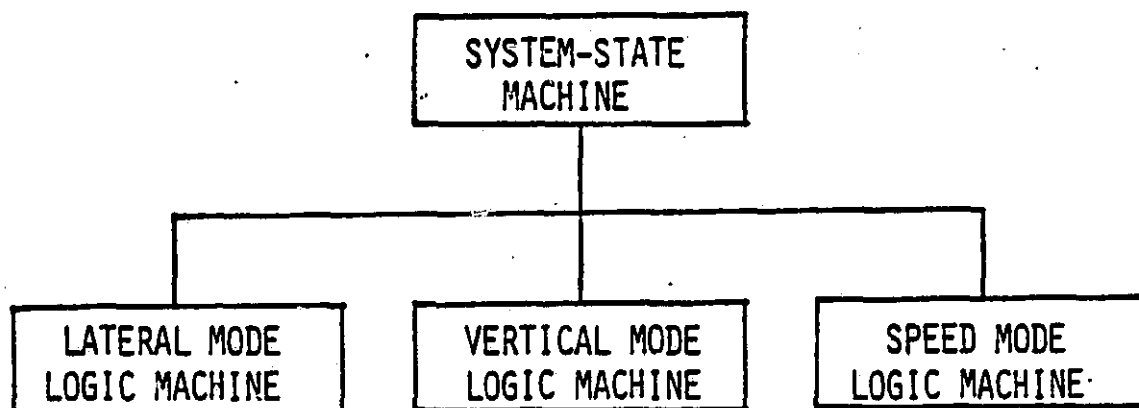 SYSTEM-STATE
MACHINE
LATERAL MODE
LOGIC MACHINE
VERTICAL MODE
LOGIC MACHINE
SPEED MODE
LOGIC MACHINE